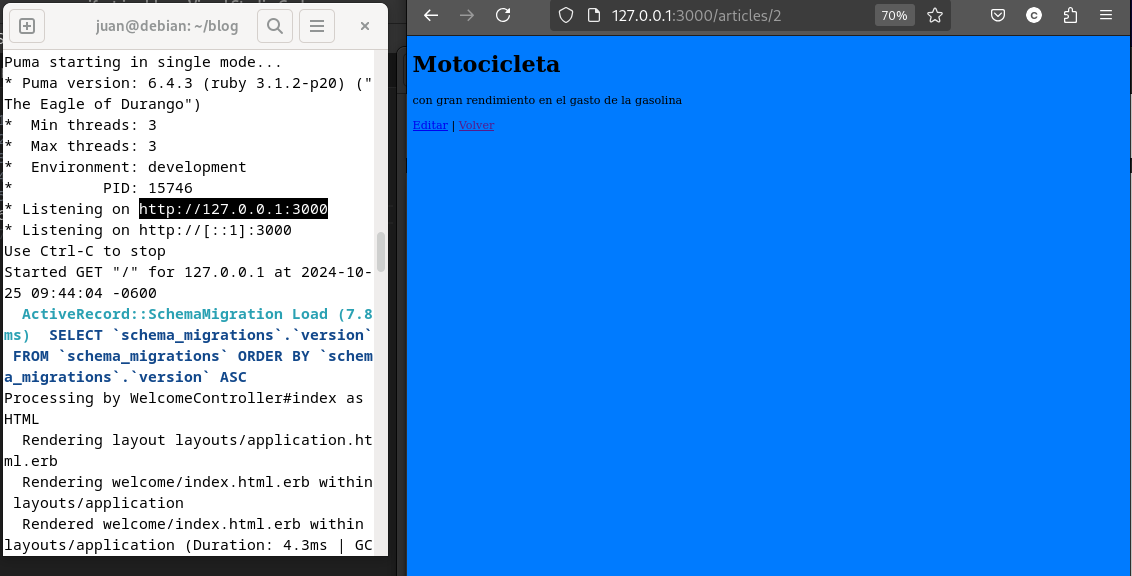 juan@debian: ~/blog
Puma starting in single mode...
* Puma version: 6.4.3 (ruby 3.1.2-p20) ("
The Eagle of Durango")
*  Min threads: 3
*  Max threads: 3
*  Environment: development
*          PID: 15746
* Listening on http://127.0.0.1:3000
* Listening on http://[::1]:3000
Use Ctrl-C to stop
Started GET "/" for 127.0.0.1 at 2024-10-
25 09:44:04 -0600
  ActiveRecord::SchemaMigration Load (7.8
ms)  SELECT `schema_migrations`.`version`
 FROM `schema_migrations` ORDER BY `schem
a_migrations`.`version` ASC
Processing by WelcomeController#index as
HTML
  Rendering layout layouts/application.ht
ml.erb
  Rendering welcome/index.html.erb within
 layouts/application
  Rendered welcome/index.html.erb within
layouts/application (Duration: 4.3ms | GC
127.0.0.1:3000/articles/2
70%
Motocicleta
con gran rendimiento en el gasto de la gasolina
Editar | Volver